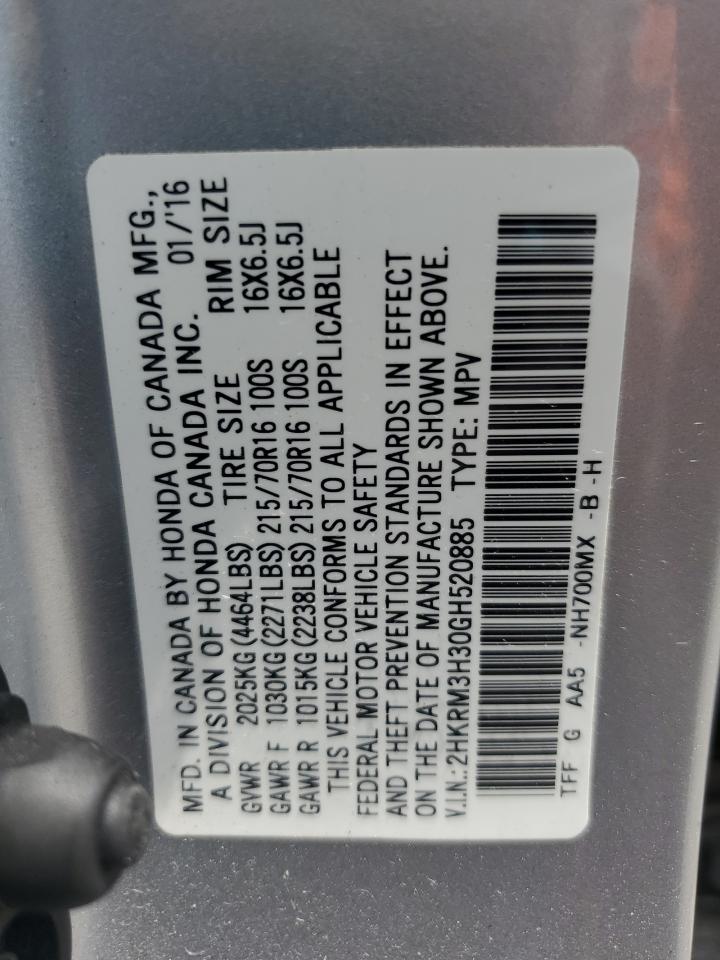 MFD. IN CANADA BY HONDA OF CANADA MFG.,
A DIVISION OF HONDA CANADA INC. 01/'16
GVWR 2025KG(4464LBS) TIRE SIZE RIM SIZE
GAWR F 1030KG(2271LBS) 215/70R16 100S 16X6.5J
GAWR R 1015KG(2238LBS) 215/70R16 100S 16X6.5J
THIS VEHICLE CONFORMS TO ALL APPLICABLE
FEDERAL MOTOR VEHICLE SAFETY
AND THEFT PREVENTION STANDARDS IN EFFECT
ON THE DATE OF MANUFACTURE SHOWN ABOVE.
V.I.N.:2HKRM3H30GH520885 TYPE: MPV
TFF G AA5 -NH700MX -B -H